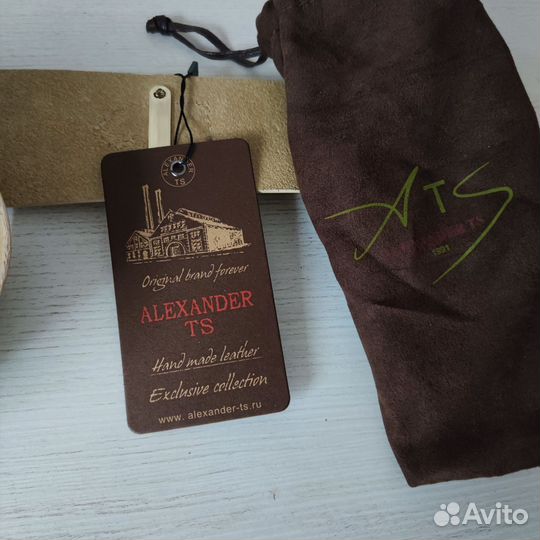 ALEXANDER
TS
Original brand forever
ALEXANDER
TS
Hand made leather
Exclusive collection
www. alexander-ts.ru
ATS
TS
1991
Avito